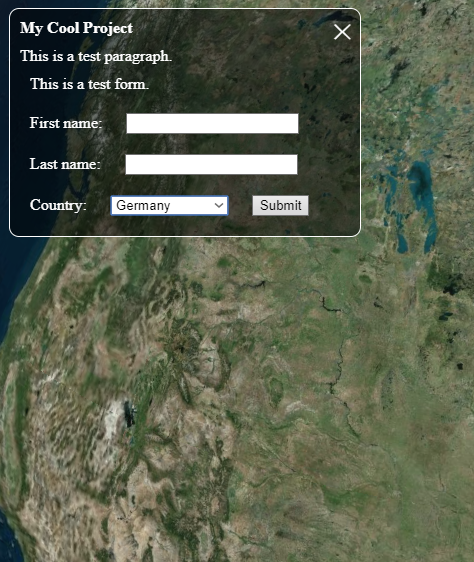 My Cool Project
This is a test paragraph.
This is a test form.
First name:
Last name:
Country: Germany Submit